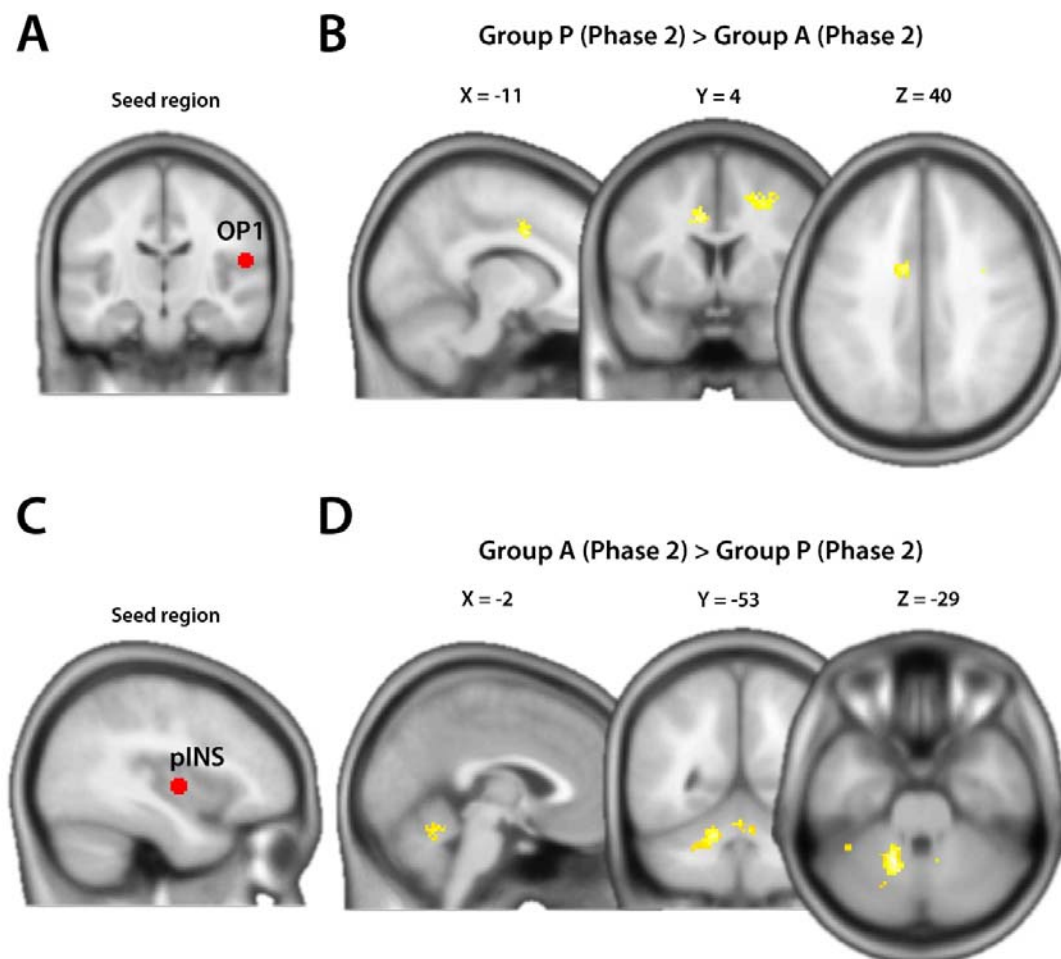 A
B
Group P (Phase 2) > Group A (Phase 2)
Seed region
X = -11
Y = 4
Z = 40
OP1
C
D
Group A (Phase 2) > Group P (Phase 2)
Seed region
X = -2
Y = -53
Z = -29
pINS